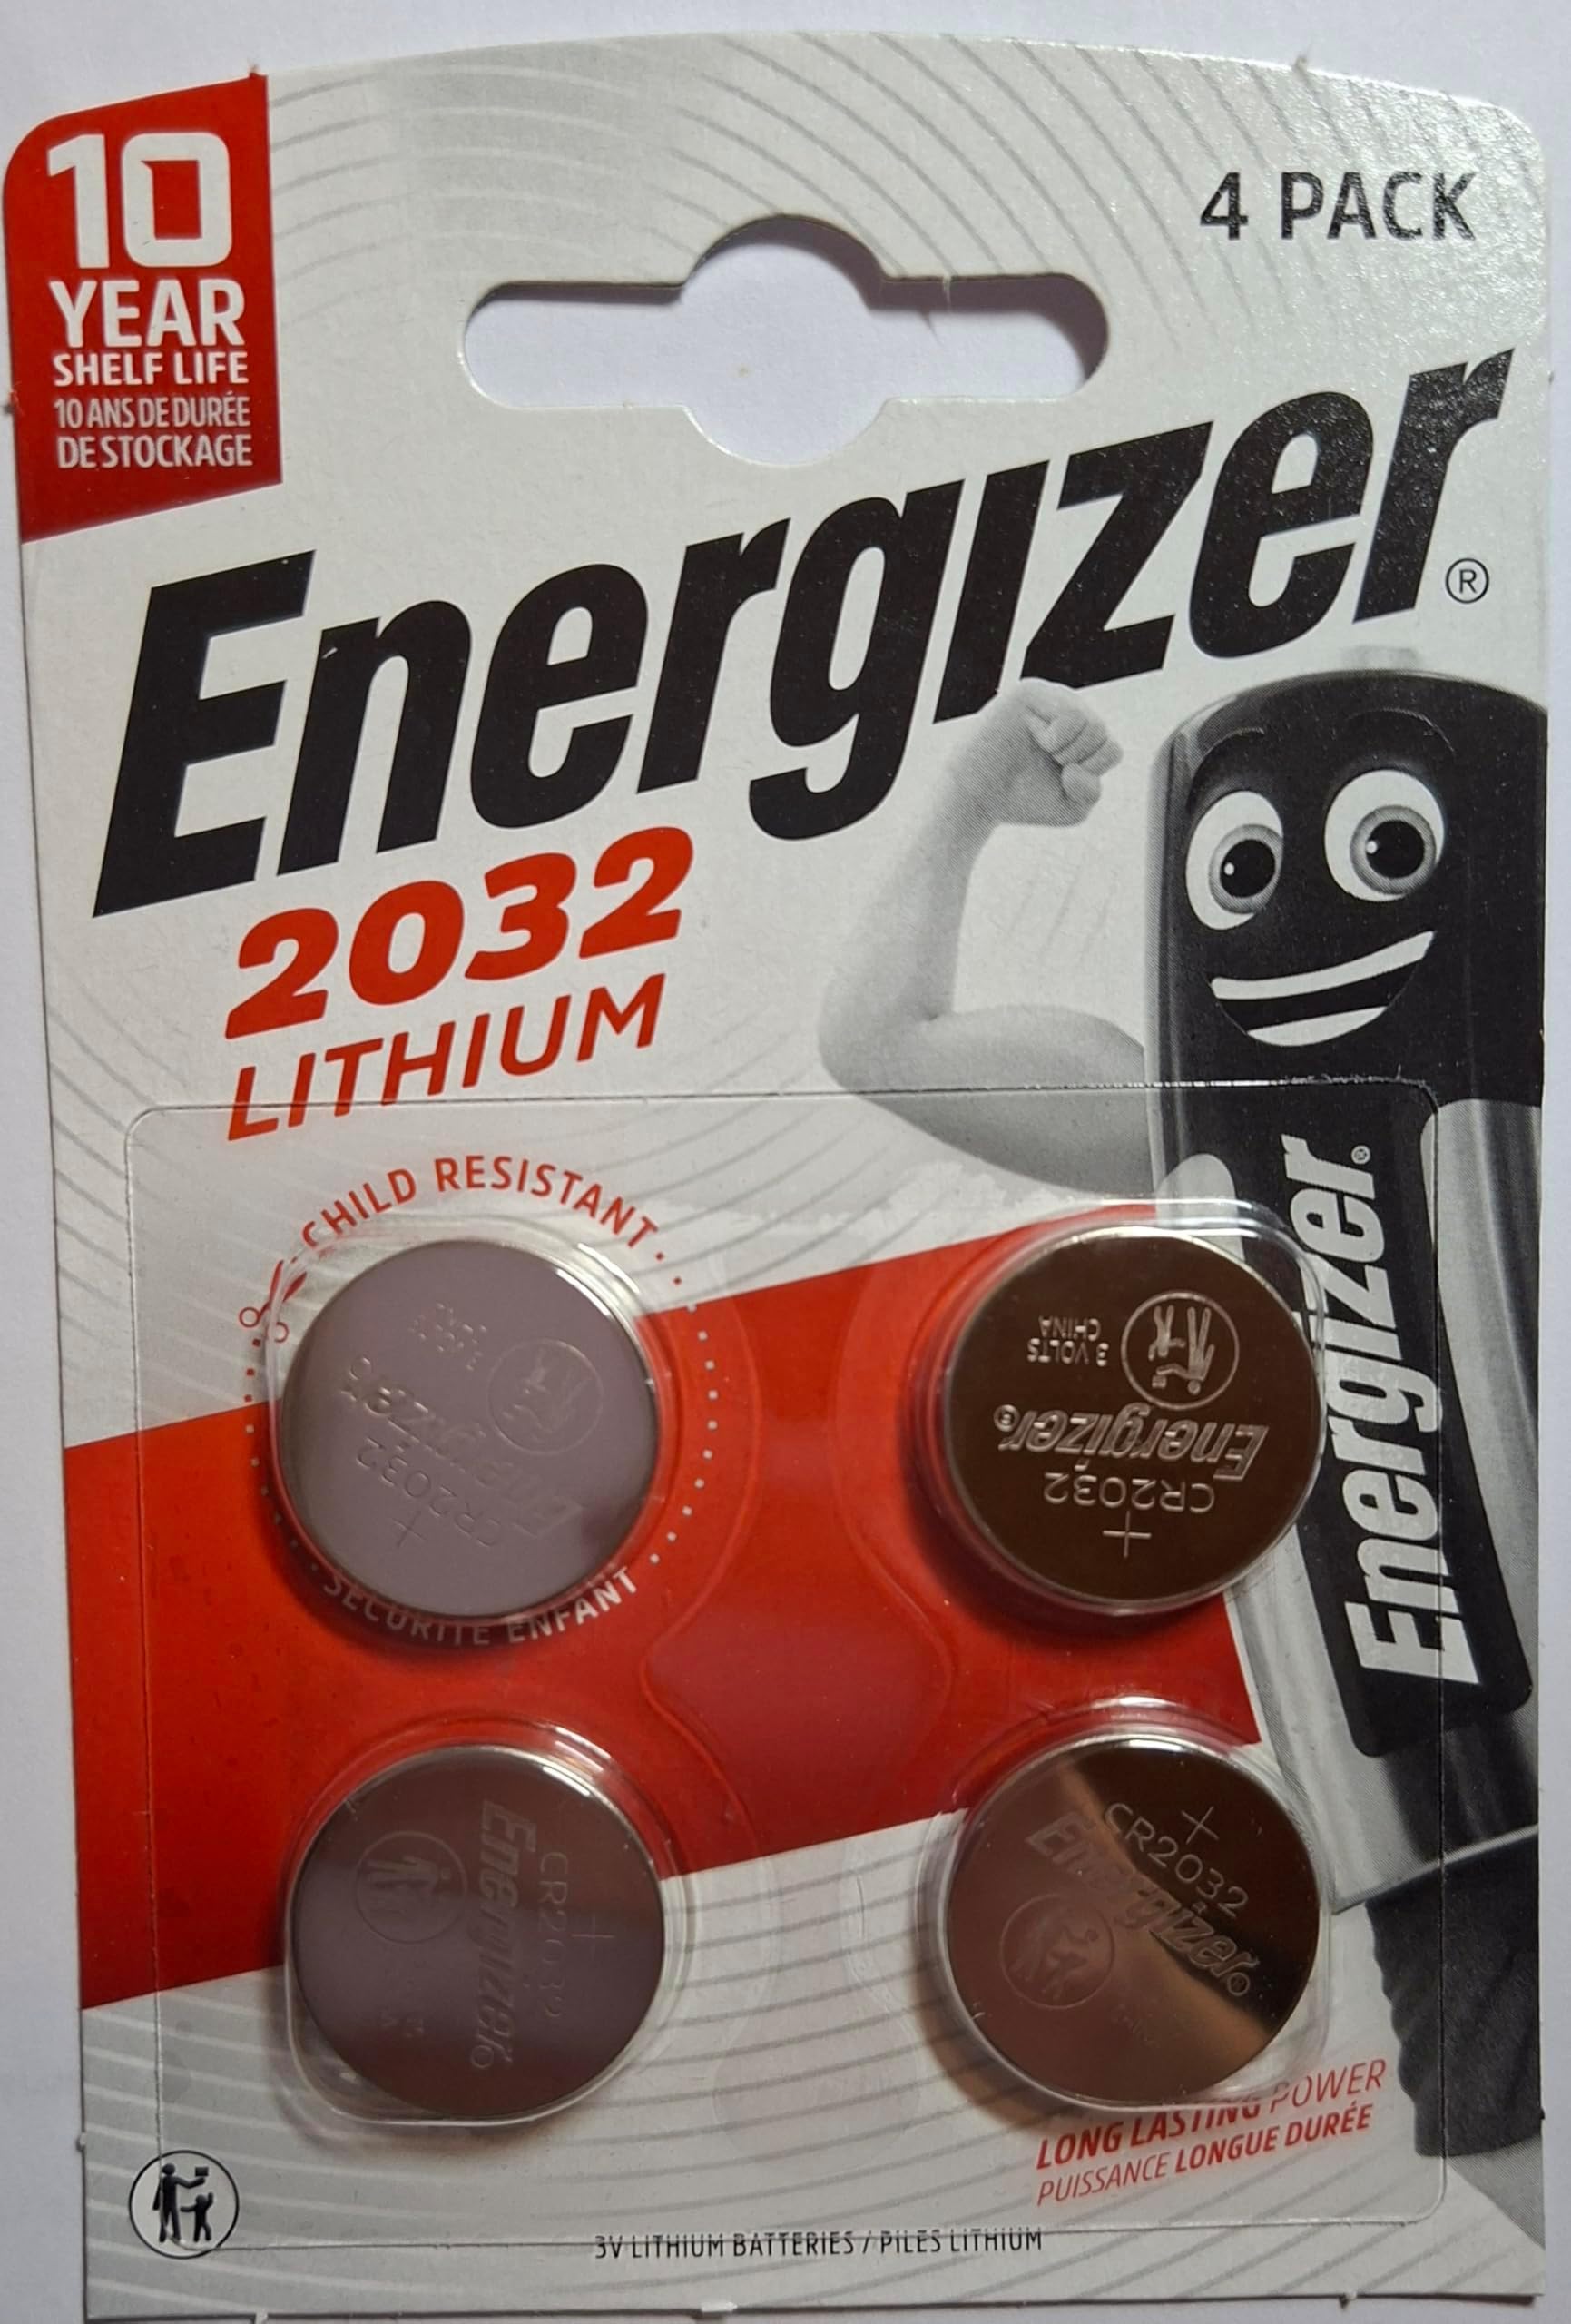 10
YEAR
SHELF LIFE
10 ANS DE DURÉE
DE STOCKAGE
4 PACK
Energizer®
2032
LITHIUM
CHILD RESISTANT
SÉCURITÉ ENFANT
Energizer®
3 VOLTS
CHINA
Energizer®
CR2032
+
Energizer
CR2032
+
+
CR2032
Energizer®
+
CR2032
Energizer®
LONG LASTING POWER
PUISSANCE LONGUE DURÉE
3V LITHIUM BATTERIES / PILES LITHIUM